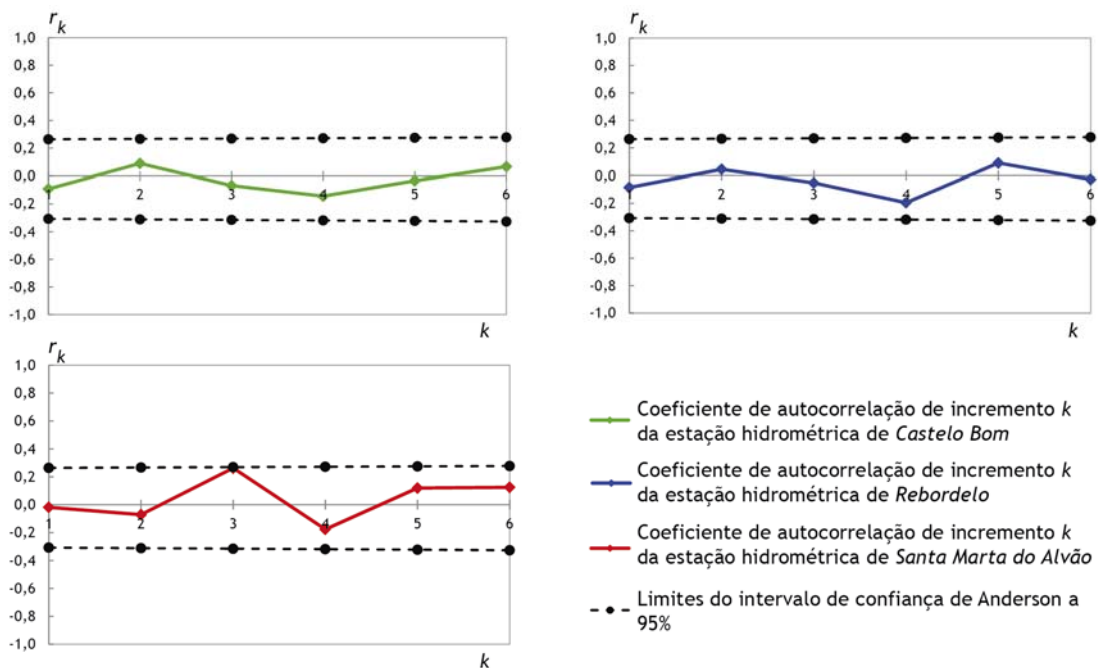 r_k
1,0
0,8
0,6
0,4
0,2
0,0
-0,2
-0,4
-0,6
-0,8
-1,0
1 2 3 4 5 6
k
r_k
1,0
0,8
0,6
0,4
0,2
0,0
-0,2
-0,4
-0,6
-0,8
-1,0
1 2 3 4 5 6
k
r_k
1,0
0,8
0,6
0,4
0,2
0,0
-0,2
-0,4
-0,6
-0,8
-1,0
1 2 3 4 5 6
k
Coeficiente de autocorrelação de incremento k
da estação hidrométrica de Castelo Bom
Coeficiente de autocorrelação de incremento k
da estação hidrométrica de Rebordelo
Coeficiente de autocorrelação de incremento k
da estação hidrométrica de Santa Marta do Alvão
Limites do intervalo de confiança de Anderson a
95%